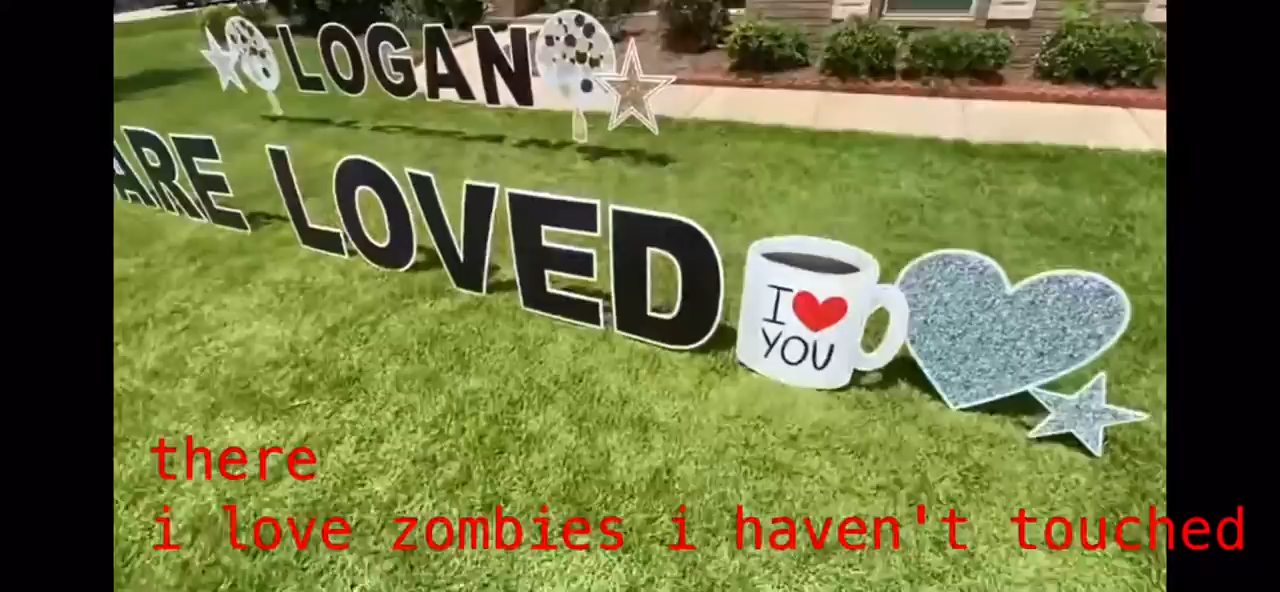 LOGAN
ARE LOVED
I
YOU
there
i love zombies i haven't touched